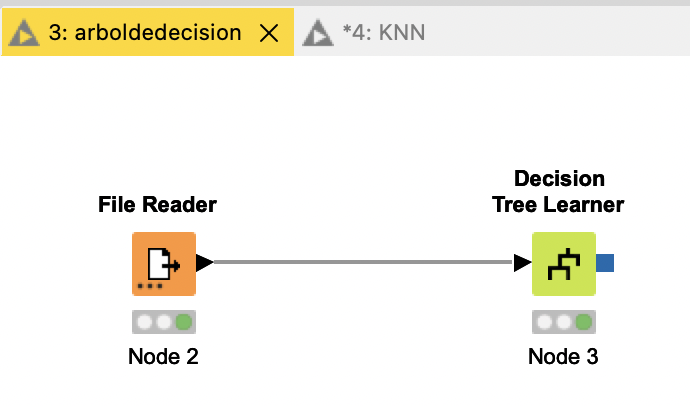 3: arboldedecision
*4: KNN
File Reader
Decision
Tree Learner
Node 2
Node 3